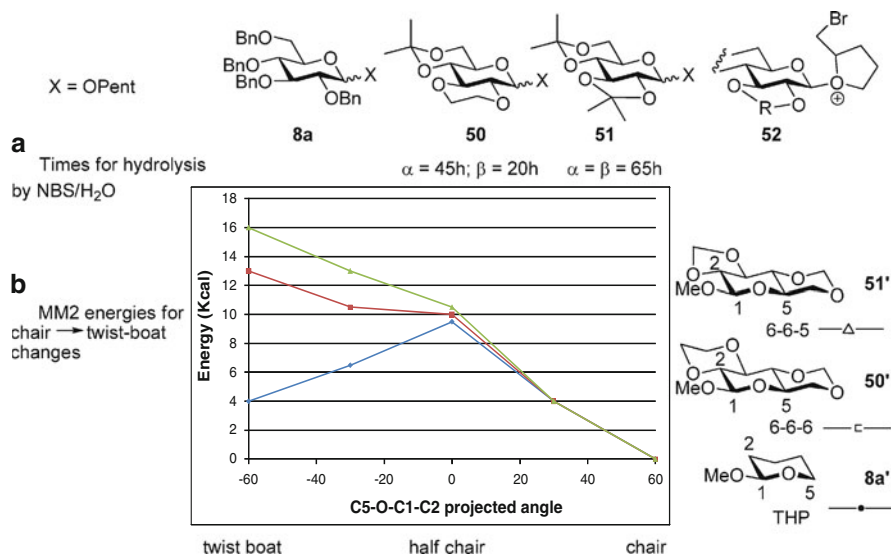 X = OPent
BnO
BnO
BnO
OBn
O
X
8a
O
O
O
X
O
O
50
O
O
O
X
O
O
51
Br
O
O
R
O
O
⊕
52
a
Times for hydrolysis
by NBS/H₂O
α = 45h; β = 20h
α = β = 65h
b
MM2 energies for
chair → twist-boat
changes
Energy (Kcal)
18
16
14
12
10
8
6
4
2
0
-60
-40
-20
0
20
40
60
C5-O-C1-C2 projected angle
twist boat
half chair
chair
O
2
O
O
MeO
O
O
1
5
51'
6-6-5
O
2
O
O
MeO
O
O
1
5
50'
6-6-6
2
MeO
O
1
5
8a'
THP